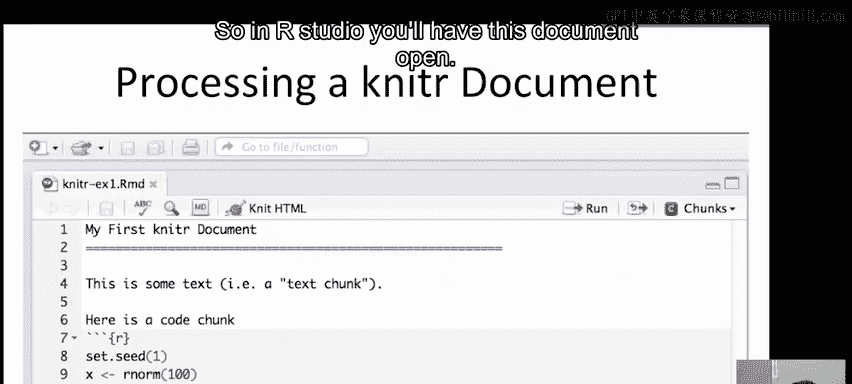 So in R studio you'll have this document
open.
Processing a knitr Document
Go to file/function
knitr-ex1.Rmd
ABC
MD
Knit HTML
Run
C
Chunks
1 My First knitr Document
2 =========================================================
3
4 This is some text (i.e. a "text chunk").
5
6 Here is a code chunk
7 ```{r}
8 set.seed(1)
9 x <- rnorm(100)